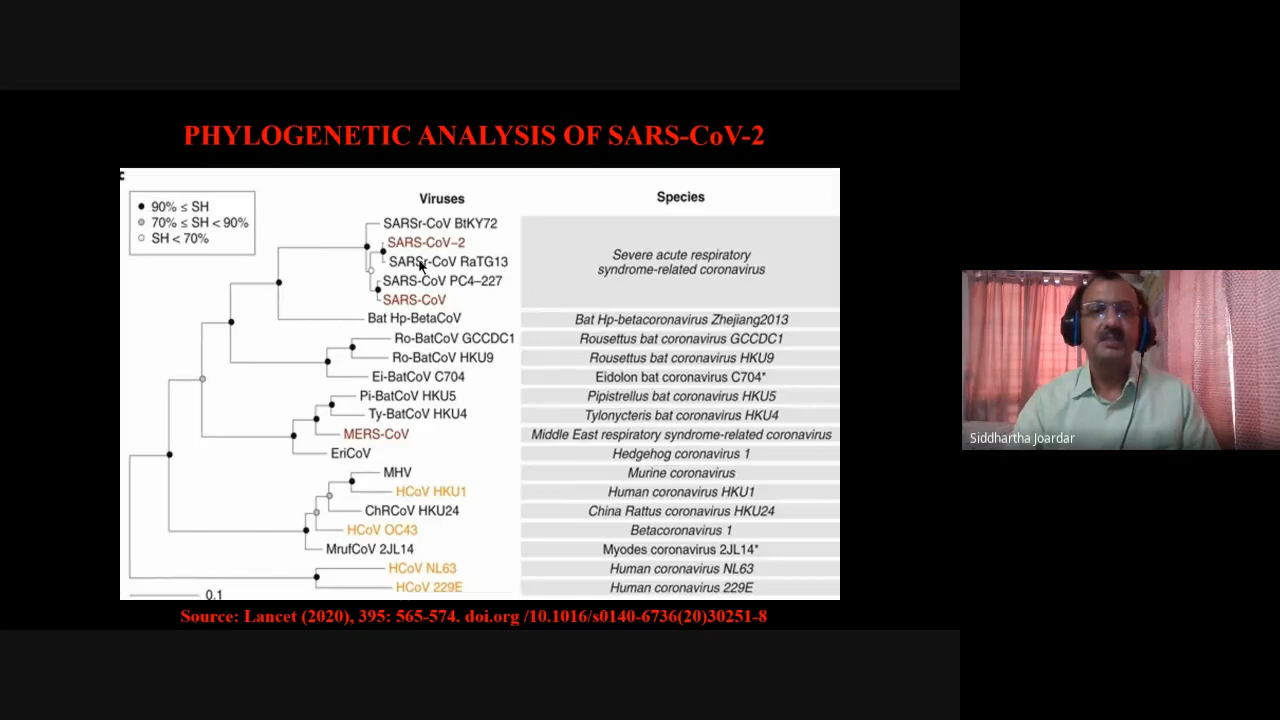 PHYLOGENETIC ANALYSIS OF SARS-CoV-2
c
90% ≤ SH
70% ≤ SH < 90%
SH < 70%
Viruses Species
SARSr-CoV BtKY72
SARS-CoV–2
SARSr-CoV RaTG13
SARS-CoV PC4–227
SARS-CoV
Severe acute respiratory
syndrome-related coronavirus
Bat Hp-BetaCoV Bat Hp-betacoronavirus Zhejiang2013
Ro-BatCoV GCCDC1 Rousettus bat coronavirus GCCDC1
Ro-BatCoV HKU9 Rousettus bat coronavirus HKU9
Ei-BatCoV C704 Eidolon bat coronavirus C704*
Pi-BatCoV HKU5 Pipistrellus bat coronavirus HKU5
Ty-BatCoV HKU4 Tylonycteris bat coronavirus HKU4
MERS-CoV Middle East respiratory syndrome-related coronavirus
EriCoV Hedgehog coronavirus 1
MHV Murine coronavirus
HCoV HKU1 Human coronavirus HKU1
ChRCoV HKU24 China Rattus coronavirus HKU24
HCoV OC43 Betacoronavirus 1
MrufCoV 2JL14 Myodes coronavirus 2JL14*
HCoV NL63 Human coronavirus NL63
HCoV 229E Human coronavirus 229E
0.1
Source: Lancet (2020), 395: 565-574. doi.org /10.1016/s0140-6736(20)30251-8
Siddhartha Joardar